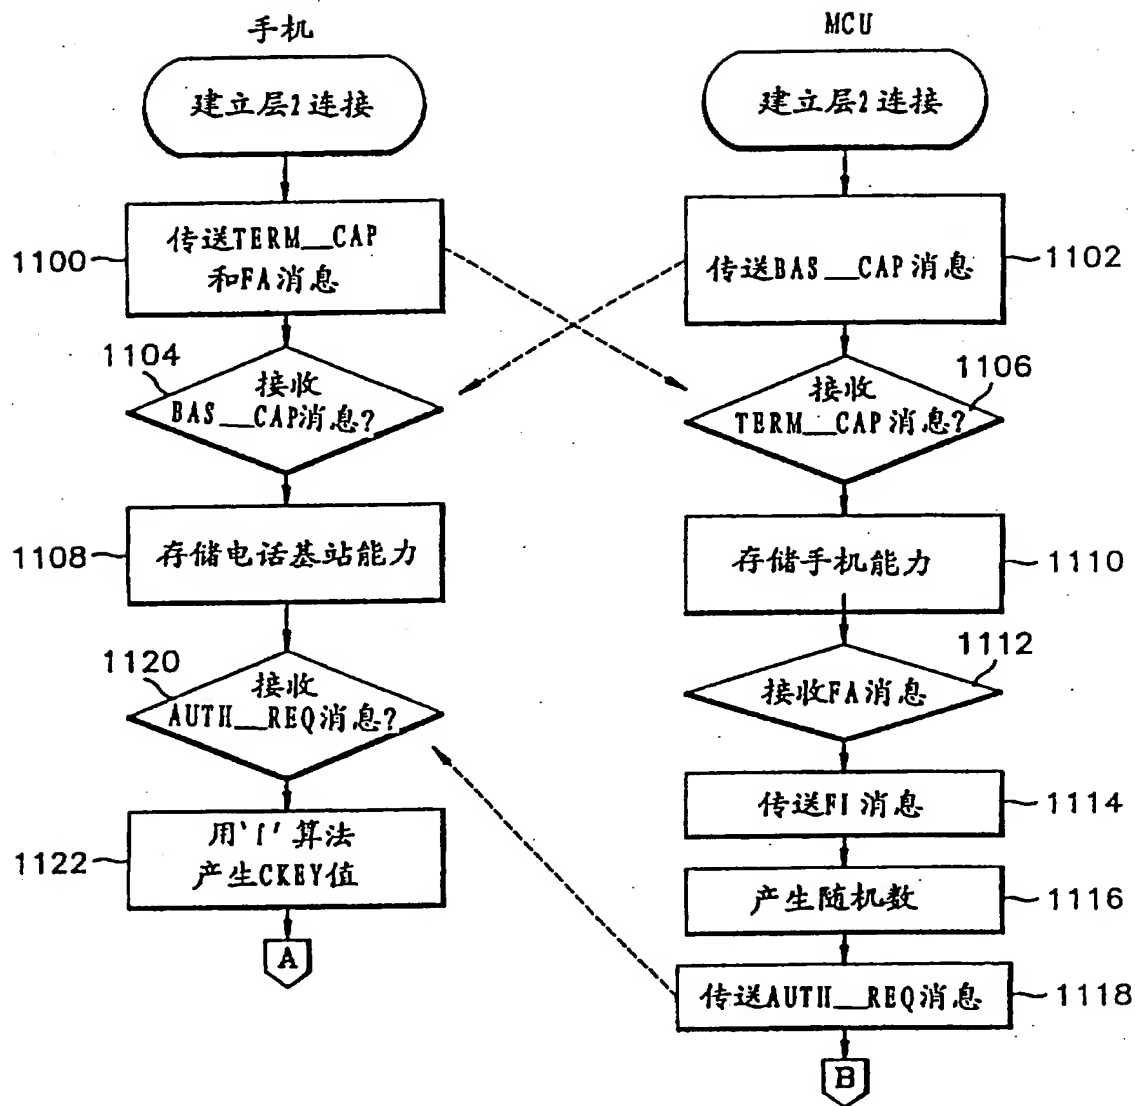 手机
MCU
建立层2连接
建立层2连接
传送TERM__CAP
和FA消息
1100
传送BAS__CAP消息
1102
1104
接收
BAS__CAP消息?
1106
接收
TERM__CAP消息?
1108
存储电话基站能力
存储手机能力
1110
1120
接收
AUTH__REQ消息?
1112
接收FA消息
传送FI消息
1114
用'f'算法
产生CKEY值
1122
产生随机数
1116
A
传送AUTH__REQ消息
1118
B